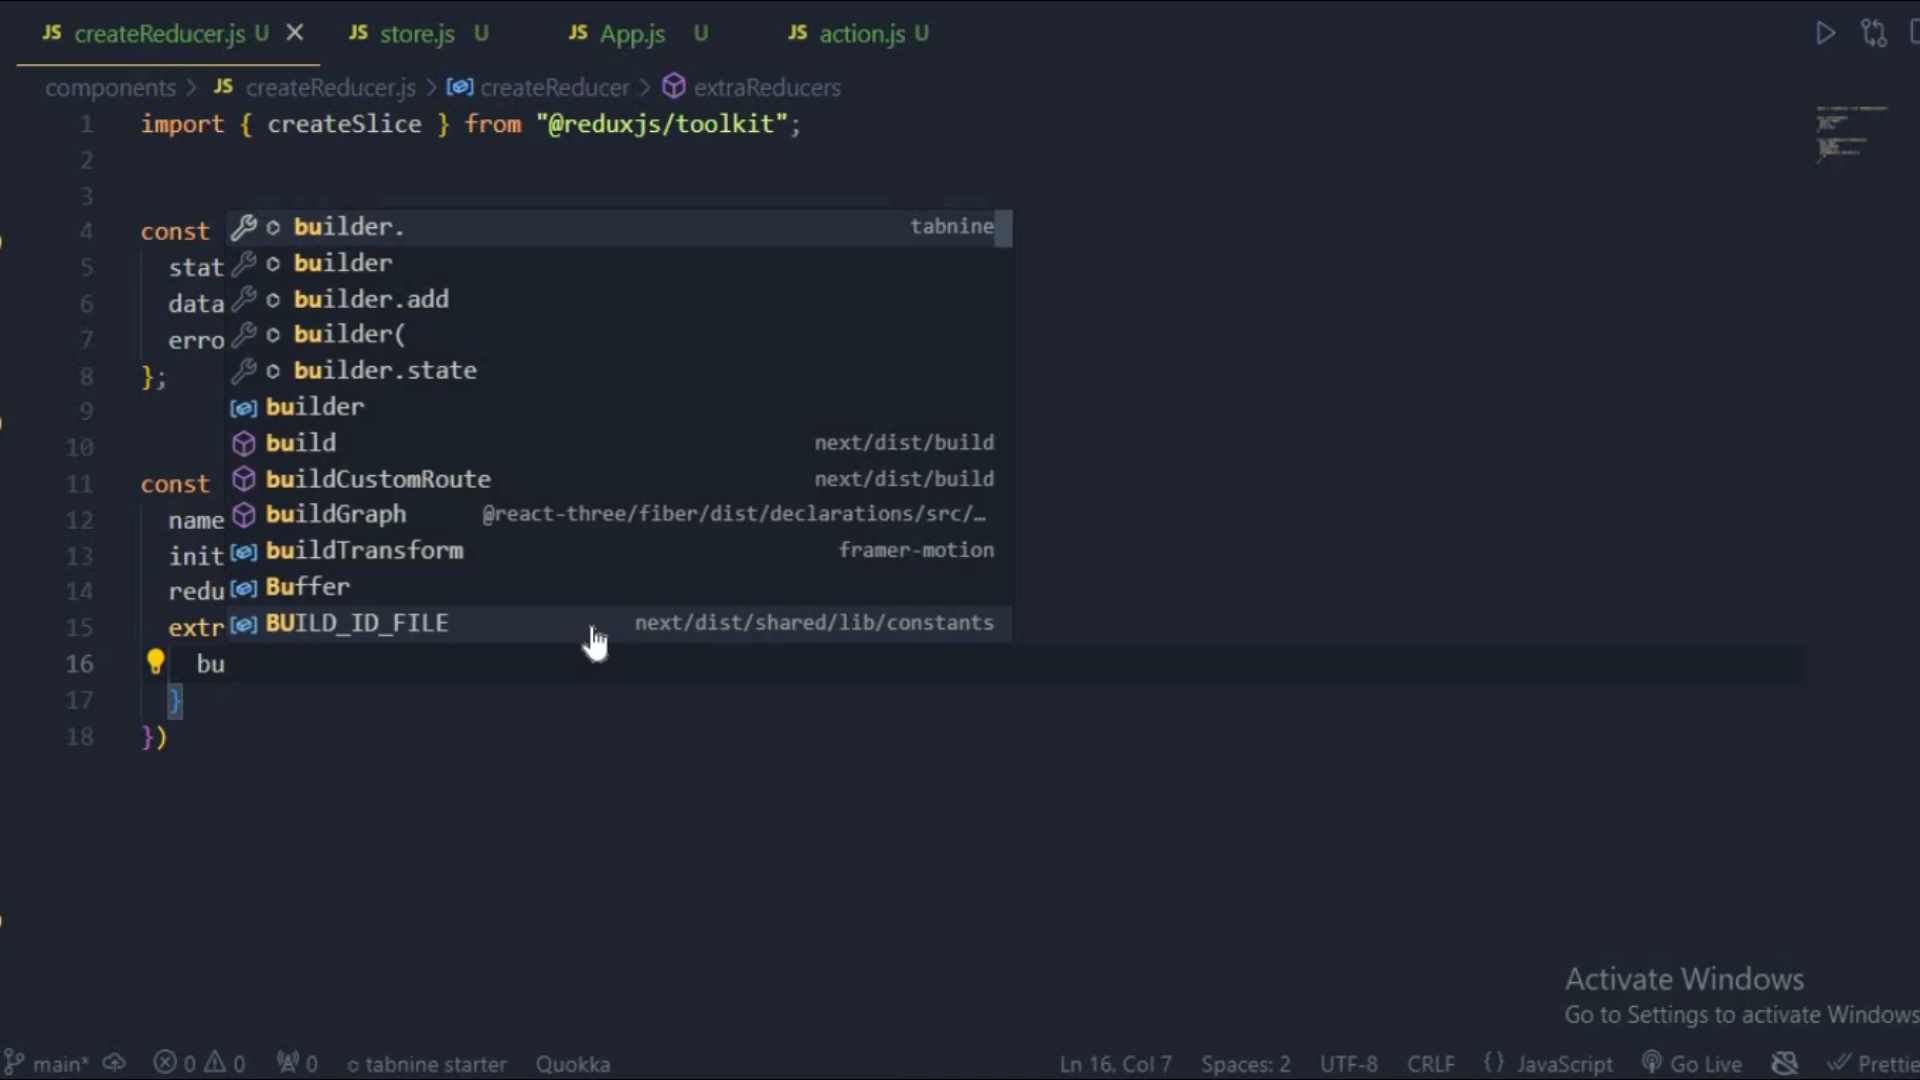 JS createReducer.js U × JS store.js U JS App.js U JS action.js U
components > JS createReducer.js > createReducer > extraReducers
1 import { createSlice } from "@reduxjs/toolkit";
2
3
4 const
5 stat
6 data
7 erro
8 };
9
10
11 const
12 name
13 init
14 redu
15 extr
16 bu
17 }
18 })
builder. tabnine
builder
builder.add
builder(
builder.state
builder
build next/dist/build
buildCustomRoute next/dist/build
buildGraph @react-three/fiber/dist/declarations/src/…
buildTransform framer-motion
Buffer
BUILD_ID_FILE next/dist/shared/lib/constants
Activate Windows
Go to Settings to activate Windows
main* 0 0 0 tabnine starter Quokka Ln 16, Col 7 Spaces: 2 UTF-8 CRLF {} JavaScript Go Live Prettie